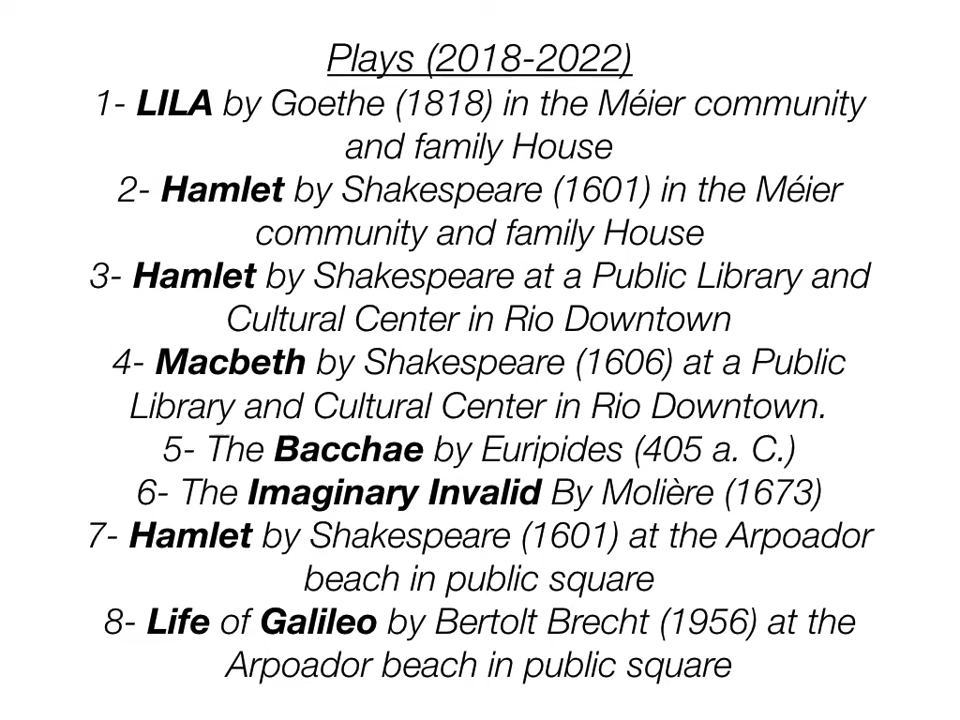 Plays (2018-2022)
1- LILA by Goethe (1818) in the Méier community
and family House
2- Hamlet by Shakespeare (1601) in the Méier
community and family House
3- Hamlet by Shakespeare at a Public Library and
Cultural Center in Rio Downtown
4- Macbeth by Shakespeare (1606) at a Public
Library and Cultural Center in Rio Downtown.
5- The Bacchae by Euripides (405 a. C.)
6- The Imaginary Invalid By Molière (1673)
7- Hamlet by Shakespeare (1601) at the Arpoador
beach in public square
8- Life of Galileo by Bertolt Brecht (1956) at the
Arpoador beach in public square